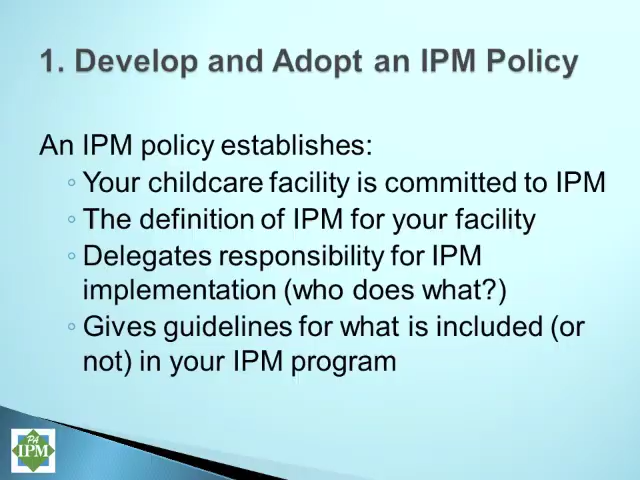 1. Develop and Adopt an IPM Policy
An IPM policy establishes:
◦ Your childcare facility is committed to IPM
◦ The definition of IPM for your facility
◦ Delegates responsibility for IPM
implementation (who does what?)
◦ Gives guidelines for what is included (or
not) in your IPM program
PA
IPM